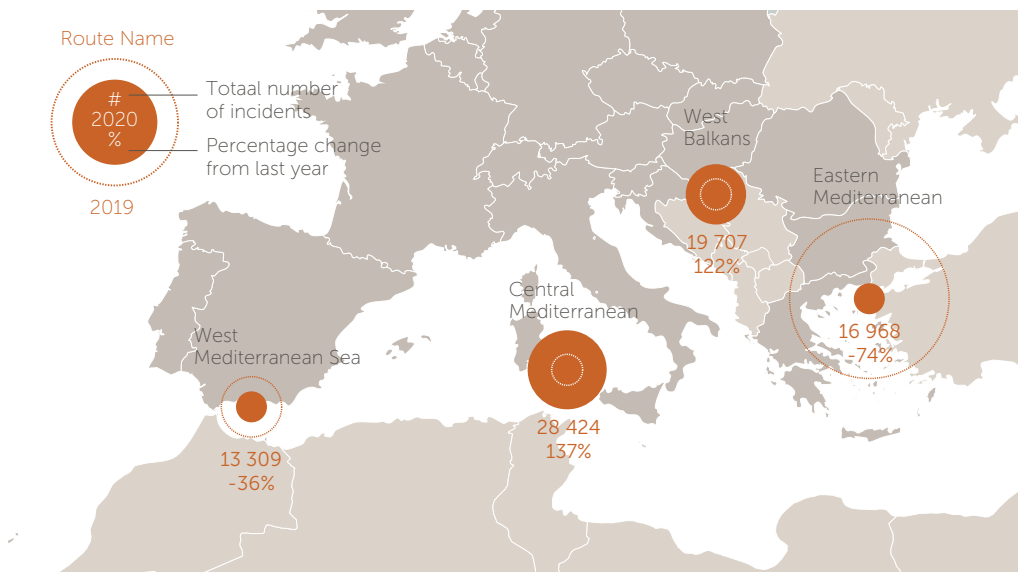 Route Name
#
2020
%
Totaal number
of incidents
Percentage change
from last year
2019
West
Balkans
19 707
122%
Eastern
Mediterranean
16 968
-74%
Central
Mediterranean
28 424
137%
West
Mediterranean Sea
13 309
-36%